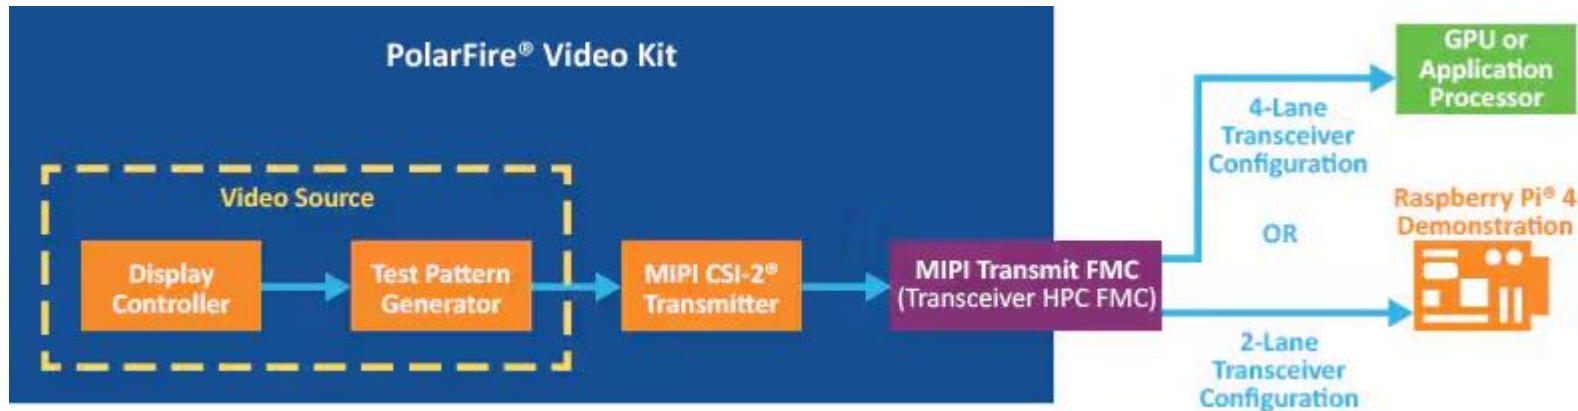 PolarFire® Video Kit
Video Source
Display
Controller
Test Pattern
Generator
MIPI CSI-2®
Transmitter
MIPI Transmit FMC
(Transceiver HPC FMC)
4-Lane
Transceiver
Configuration
OR
2-Lane
Transceiver
Configuration
GPU or
Application
Processor
Raspberry Pi® 4
Demonstration